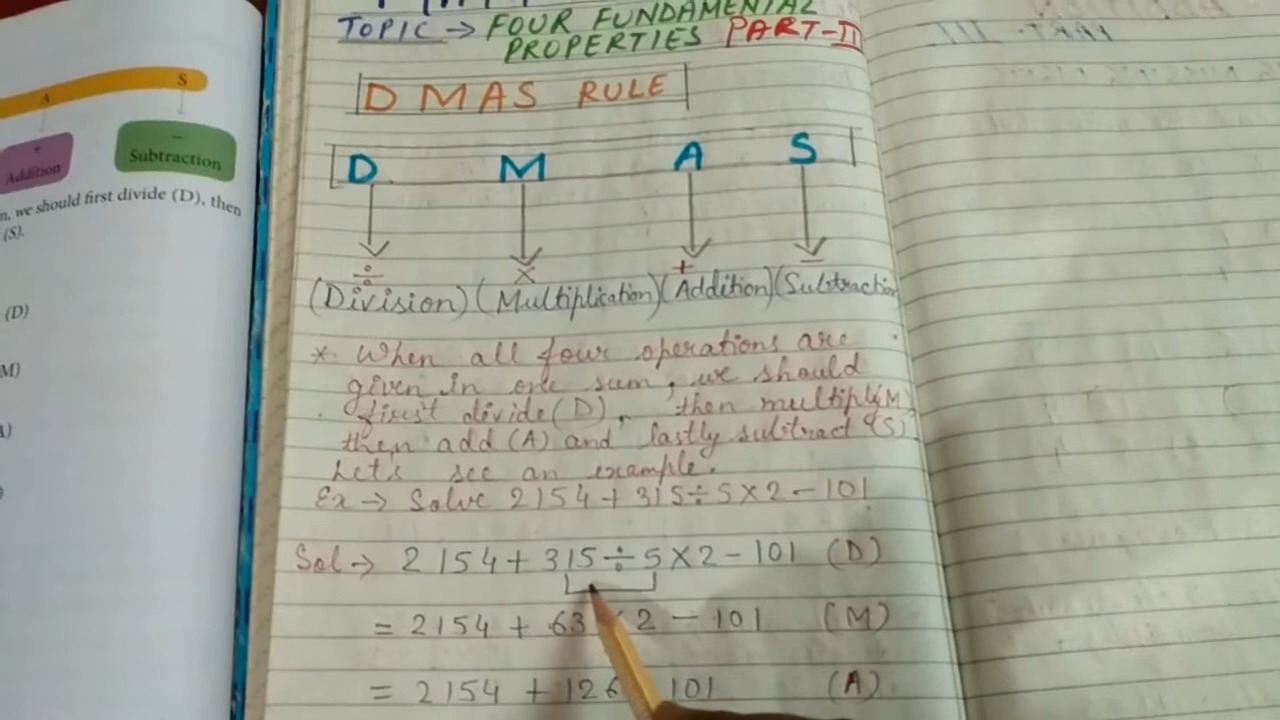 TOPIC → FOUR FUNDAMENTAL
PROPERTIES PART-II
DMAS RULE
D M A S
÷ × + −
(Division) (Multiplication) (Addition) (Subtraction)
* When all four operations are
given in one sum, we should
first divide (D), then multiply (M)
then add (A) and lastly subtract (S)
Let's see an example.
Ex → Solve 2154 + 315 ÷ 5 × 2 − 101
Sol → 2154 + 315 ÷ 5 × 2 − 101 (D)
= 2154 + 63 2 − 101 (M)
= 2154 + 126 101 (A)
A S
+ −
Addition Subtraction
we should first divide (D), then
(S).
(D)
M)